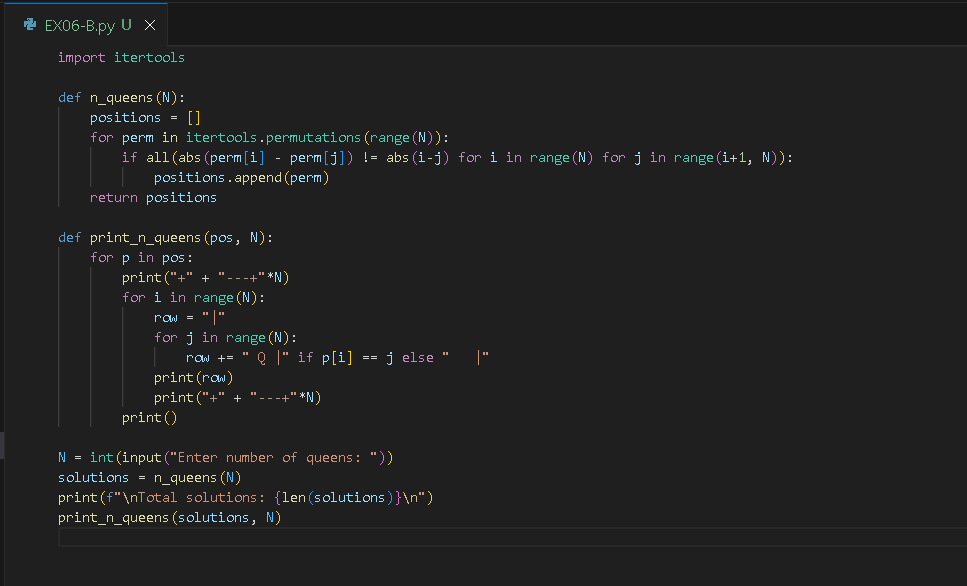 EX06-B.py U
import itertools

def n_queens(N):
    positions = []
    for perm in itertools.permutations(range(N)):
        if all(abs(perm[i] - perm[j]) != abs(i-j) for i in range(N) for j in range(i+1, N)):
            positions.append(perm)
    return positions

def print_n_queens(pos, N):
    for p in pos:
        print("+" + "---+"*N)
        for i in range(N):
            row = "|"
            for j in range(N):
                row += " Q |" if p[i] == j else "   |"
            print(row)
            print("+" + "---+"*N)
        print()

N = int(input("Enter number of queens: "))
solutions = n_queens(N)
print(f"\nTotal solutions: {len(solutions)}\n")
print_n_queens(solutions, N)